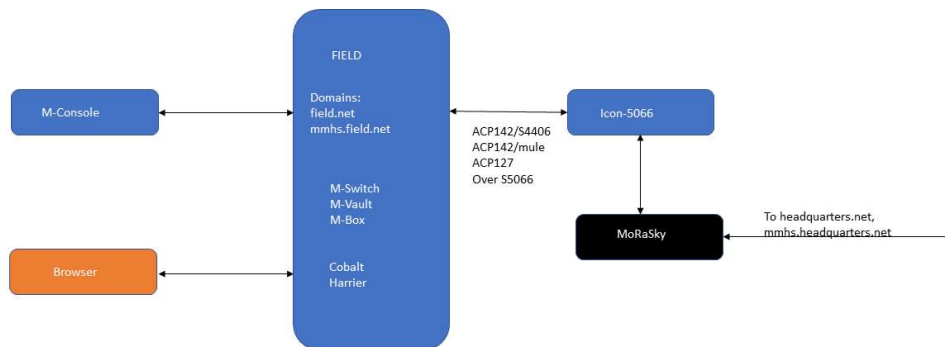 FIELD
Domains:
field.net
mmhs.field.net
M-Switch
M-Vault
M-Box
Cobalt
Harrier
M-Console
Browser
ACP142/S4406
ACP142/mule
ACP127
Over S5066
Icon-5066
MoRaSky
To headquarters.net,
mmhs.headquarters.net